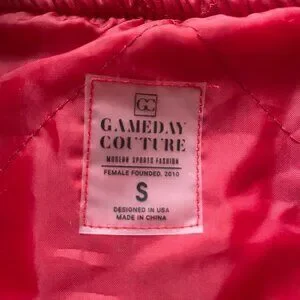 GC
GAMEDAY
COUTURE
MODERN SPORTS FASHION
FEMALE FOUNDED, 2010
S
DESIGNED IN USA
MADE IN CHINA